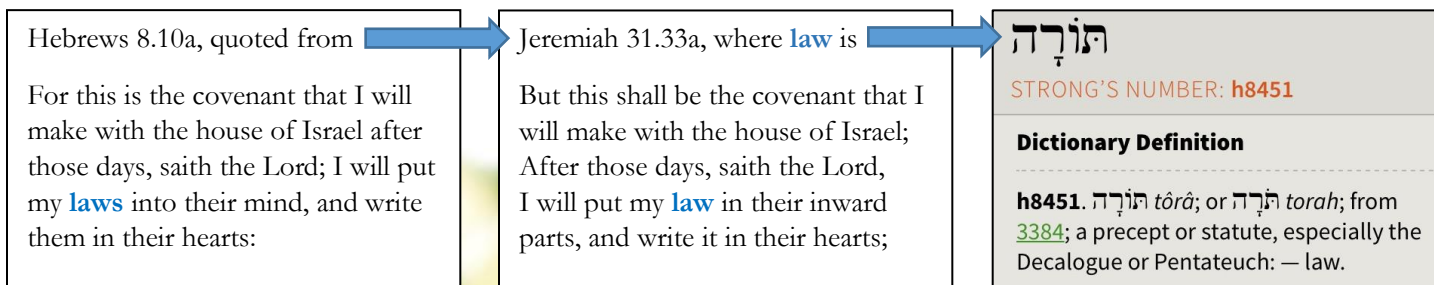 Hebrews 8.10a, quoted from
For this is the covenant that I will
make with the house of Israel after
those days, saith the Lord; I will put
my laws into their mind, and write
them in their hearts:
Jeremiah 31.33a, where law is
But this shall be the covenant that I
will make with the house of Israel;
After those days, saith the Lord,
I will put my law in their inward
parts, and write it in their hearts;
תּוֹרָה
STRONG'S NUMBER: h8451
Dictionary Definition
h8451. תּוֹרָה tôrâ; or תֹּרָה torah; from
3384; a precept or statute, especially the
Decalogue or Pentateuch: — law.